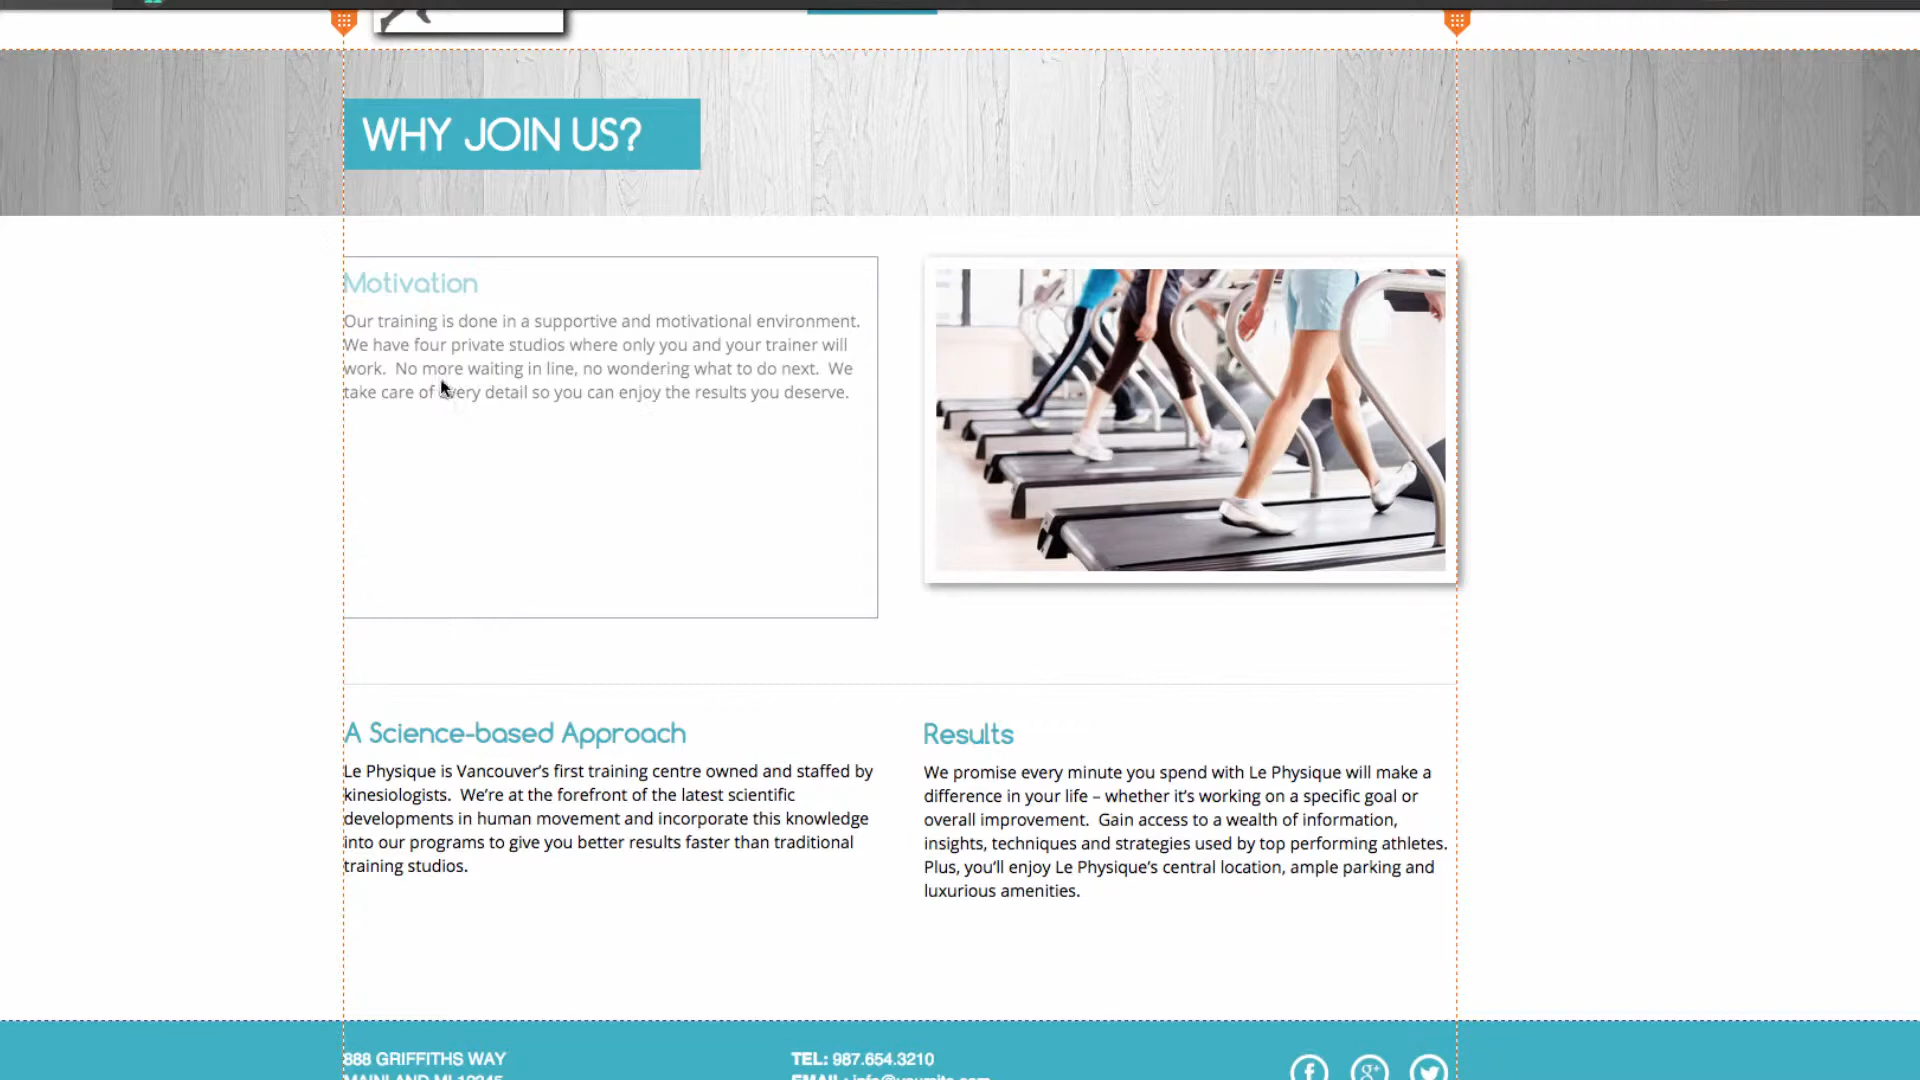 WHY JOIN US?
Motivation
Our training is done in a supportive and motivational environment.
We have four private studios where only you and your trainer will
work.  No more waiting in line, no wondering what to do next.  We
take care of every detail so you can enjoy the results you deserve.
A Science-based Approach
Le Physique is Vancouver’s first training centre owned and staffed by
kinesiologists.  We’re at the forefront of the latest scientific
developments in human movement and incorporate this knowledge
into our programs to give you better results faster than traditional
training studios.
Results
We promise every minute you spend with Le Physique will make a
difference in your life – whether it’s working on a specific goal or
overall improvement.  Gain access to a wealth of information,
insights, techniques and strategies used by top performing athletes.
Plus, you’ll enjoy Le Physique’s central location, ample parking and
luxurious amenities.
888 GRIFFITHS WAY
MAINLAND MI 12345
TEL: 987.654.3210
EMAIL: info@yoursite.com
f
g+